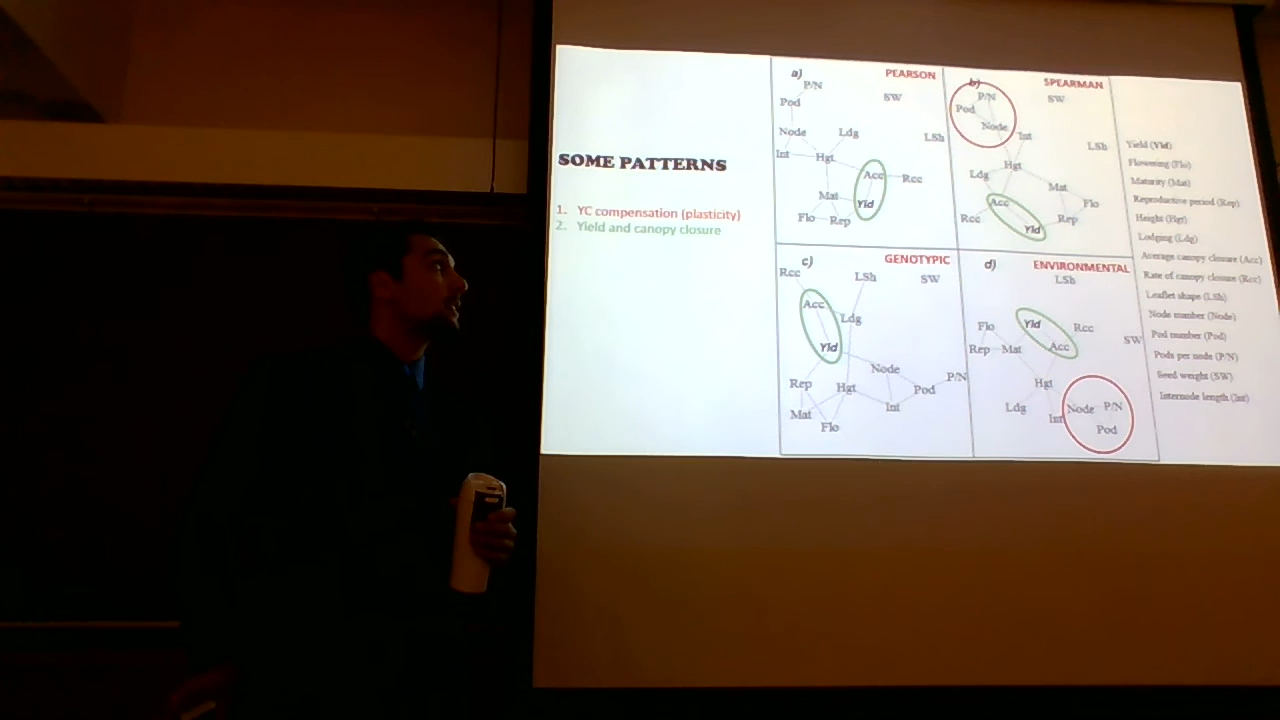 SOME PATTERNS
1. YC compensation (plasticity)
2. Yield and canopy closure
a) PEARSON
P/N
SW
Pod
Node
Ldg
LSh
Int
Hgt
Acc
Rcc
Mat
Yld
Flo
Rep
b) SPEARMAN
P/N
SW
Pod
Node
Int
LSh
Hgt
Ldg
Mat
Acc
Flo
Rcc
Rep
Yld
c) GENOTYPIC
Rcc
LSh
SW
Acc
Ldg
Yld
Node
Rep
Hgt
Pod
P/N
Mat
Int
Flo
d) ENVIRONMENTAL
LSh
Flo
Yld
Rcc
SW
Rep
Mat
Acc
Hgt
Ldg
Int
Node
P/N
Pod
Yield (Yld)
Flowering (Flo)
Maturity (Mat)
Reproductive period (Rep)
Height (Hgt)
Lodging (Ldg)
Average canopy closure (Acc)
Rate of canopy closure (Rcc)
Leaflet shape (LSh)
Node number (Node)
Pod number (Pod)
Pods per node (P/N)
Seed weight (SW)
Internode length (Int)